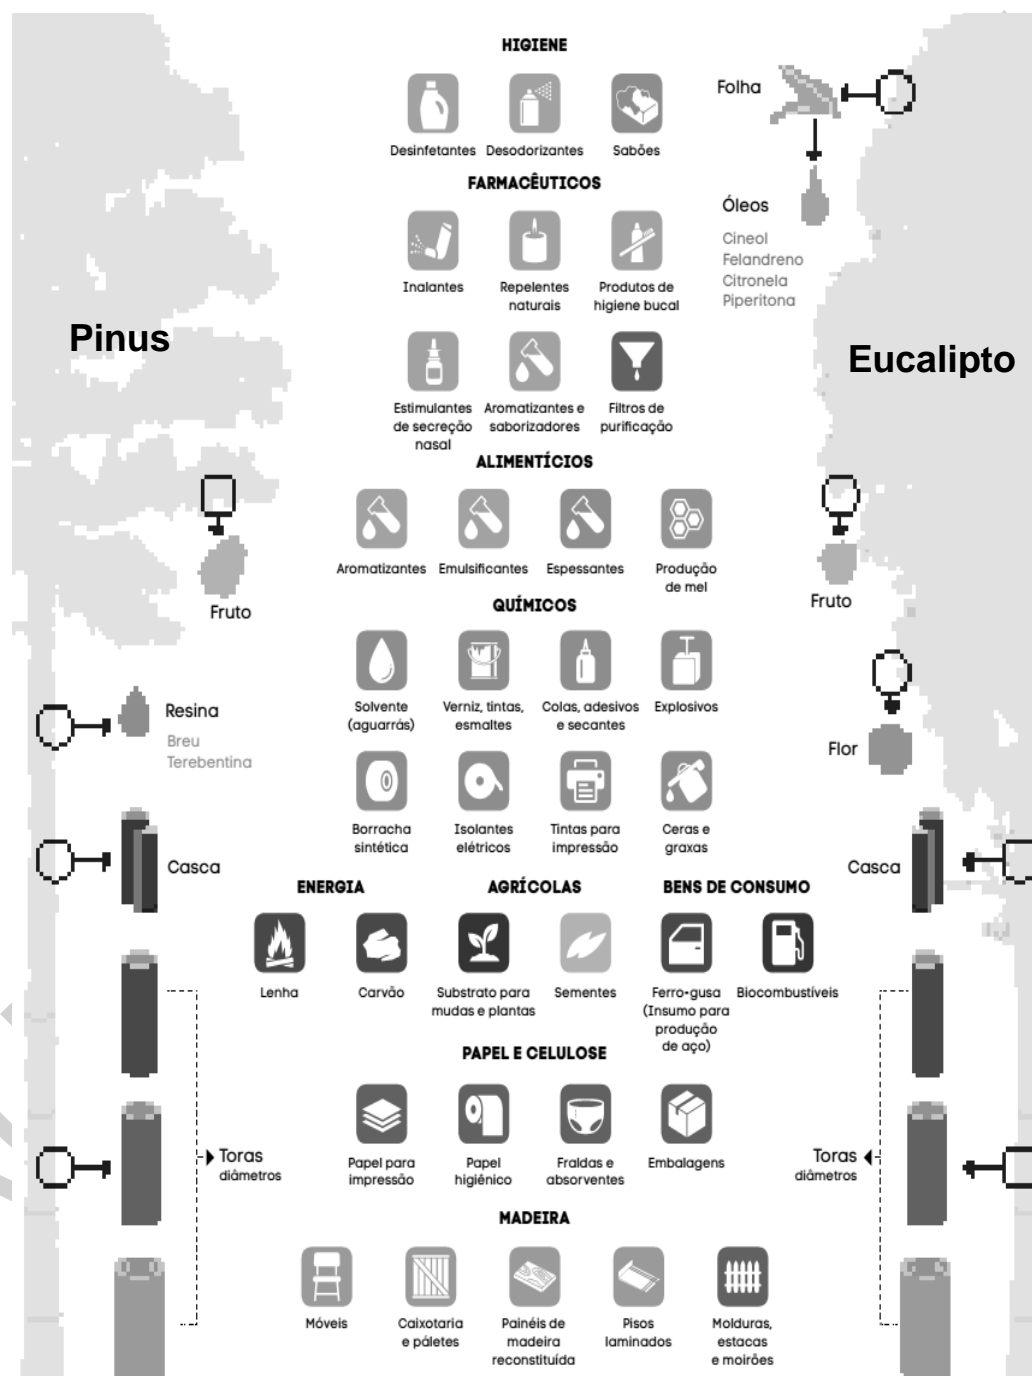 HIGIENE
Folha
Desinfetantes
Desodorizantes
Sabões
FARMACÊUTICOS
Óleos
Cineol
Felandreno
Citronela
Piperitona
Inalantes
Repelentes
naturais
Produtos de
higiene bucal
Pinus
Eucalipto
Estimulantes
de secreção
nasal
Aromatizantes e
saborizadores
Filtros de
purificação
ALIMENTÍCIOS
Aromatizantes
Emulsificantes
Espessantes
Produção
de mel
Fruto
Fruto
QUÍMICOS
Resina
Breu
Terebentina
Solvente
(aguarrás)
Verniz, tintas,
esmaltes
Colas, adesivos
e secantes
Explosivos
Flor
Borracha
sintética
Isolantes
elétricos
Tintas para
impressão
Ceras e
graxas
Casca
Casca
ENERGIA
AGRÍCOLAS
BENS DE CONSUMO
Lenha
Carvão
Substrato para
mudas e plantas
Sementes
Ferro-gusa
(Insumo para
produção
de aço)
Biocombustíveis
PAPEL E CELULOSE
Papel para
impressão
Papel
higiênico
Fraldas e
absorventes
Embalagens
Toras
diâmetros
Toras
diâmetros
MADEIRA
Móveis
Caixotaria
e páletes
Painéis de
madeira
reconstituída
Pisos
laminados
Molduras,
estacas
e moirões